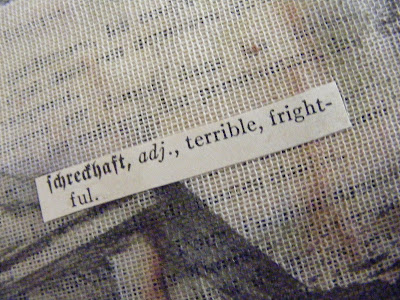 schreckhaft, adj., terrible, fright-
ful.